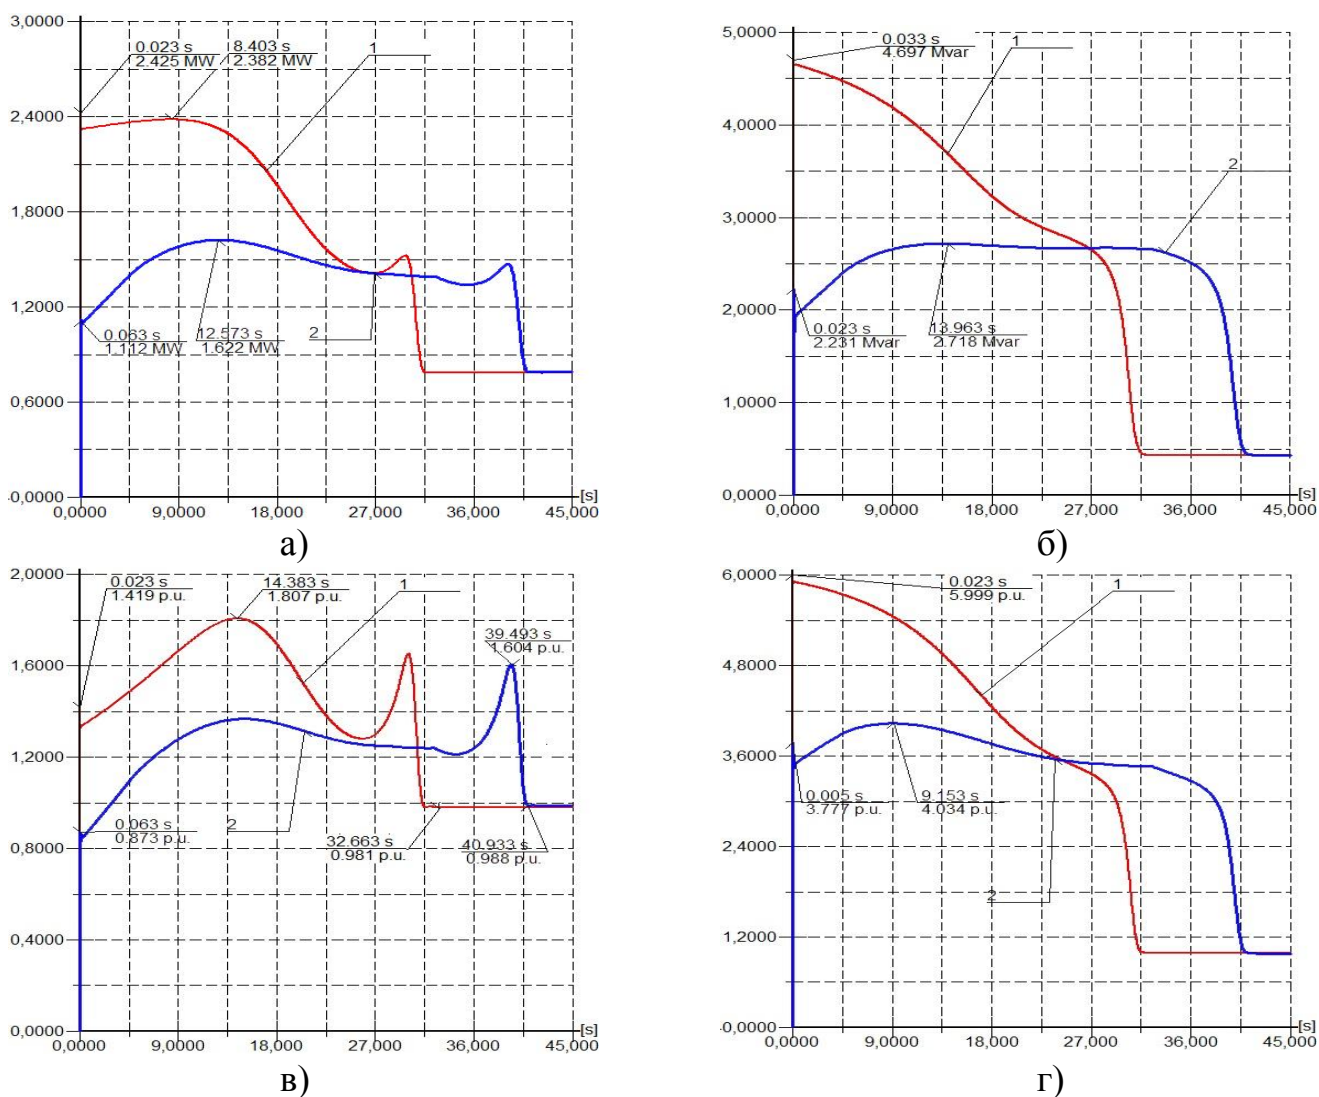 3,0000
2,4000
1,8000
1,2000
0,6000
-0,0000
0.023 s
2.425 MW
8.403 s
2.382 MW
1
0.063 s
1.112 MW
12.573 s
1.622 MW
2
[s]
0,0000 9,0000 18,000 27,000 36,000 45,000
а)
5,0000
4,0000
3,0000
2,0000
1,0000
0,0000
0.033 s
4.697 Mvar
1
2
0.023 s
2.231 Mvar
13.963 s
2.718 Mvar
[s]
0,0000 9,0000 18,000 27,000 36,000 45,000
б)
2,0000
1,6000
1,2000
0,8000
0,4000
0,0000
0.023 s
1.419 p.u.
14.383 s
1.807 p.u.
1
39.493 s
1.604 p.u.
0.063 s
0.873 p.u.
2
32.663 s
0.981 p.u.
40.933 s
0.988 p.u.
[s]
0,0000 9,0000 18,000 27,000 36,000 45,000
в)
6,0000
4,8000
3,6000
2,4000
1,2000
-0,0000
0.023 s
5.999 p.u.
1
0.005 s
3.777 p.u.
9.153 s
4.034 p.u.
2
[s]
0,0000 9,0000 18,000 27,000 36,000 45,000
г)